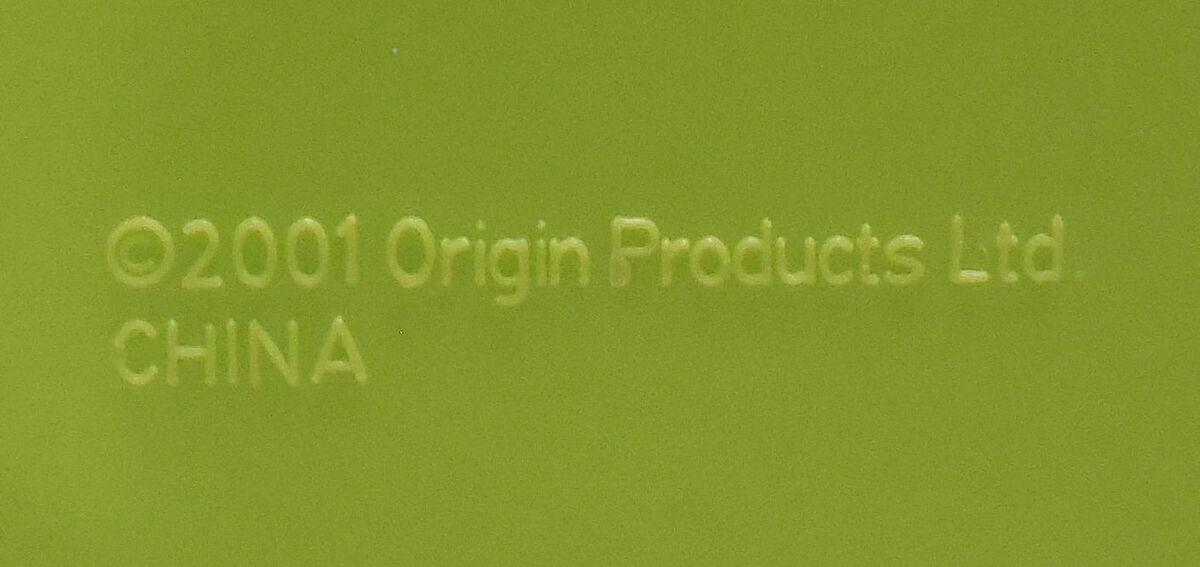 ©2001 Origin Products Ltd.
CHINA